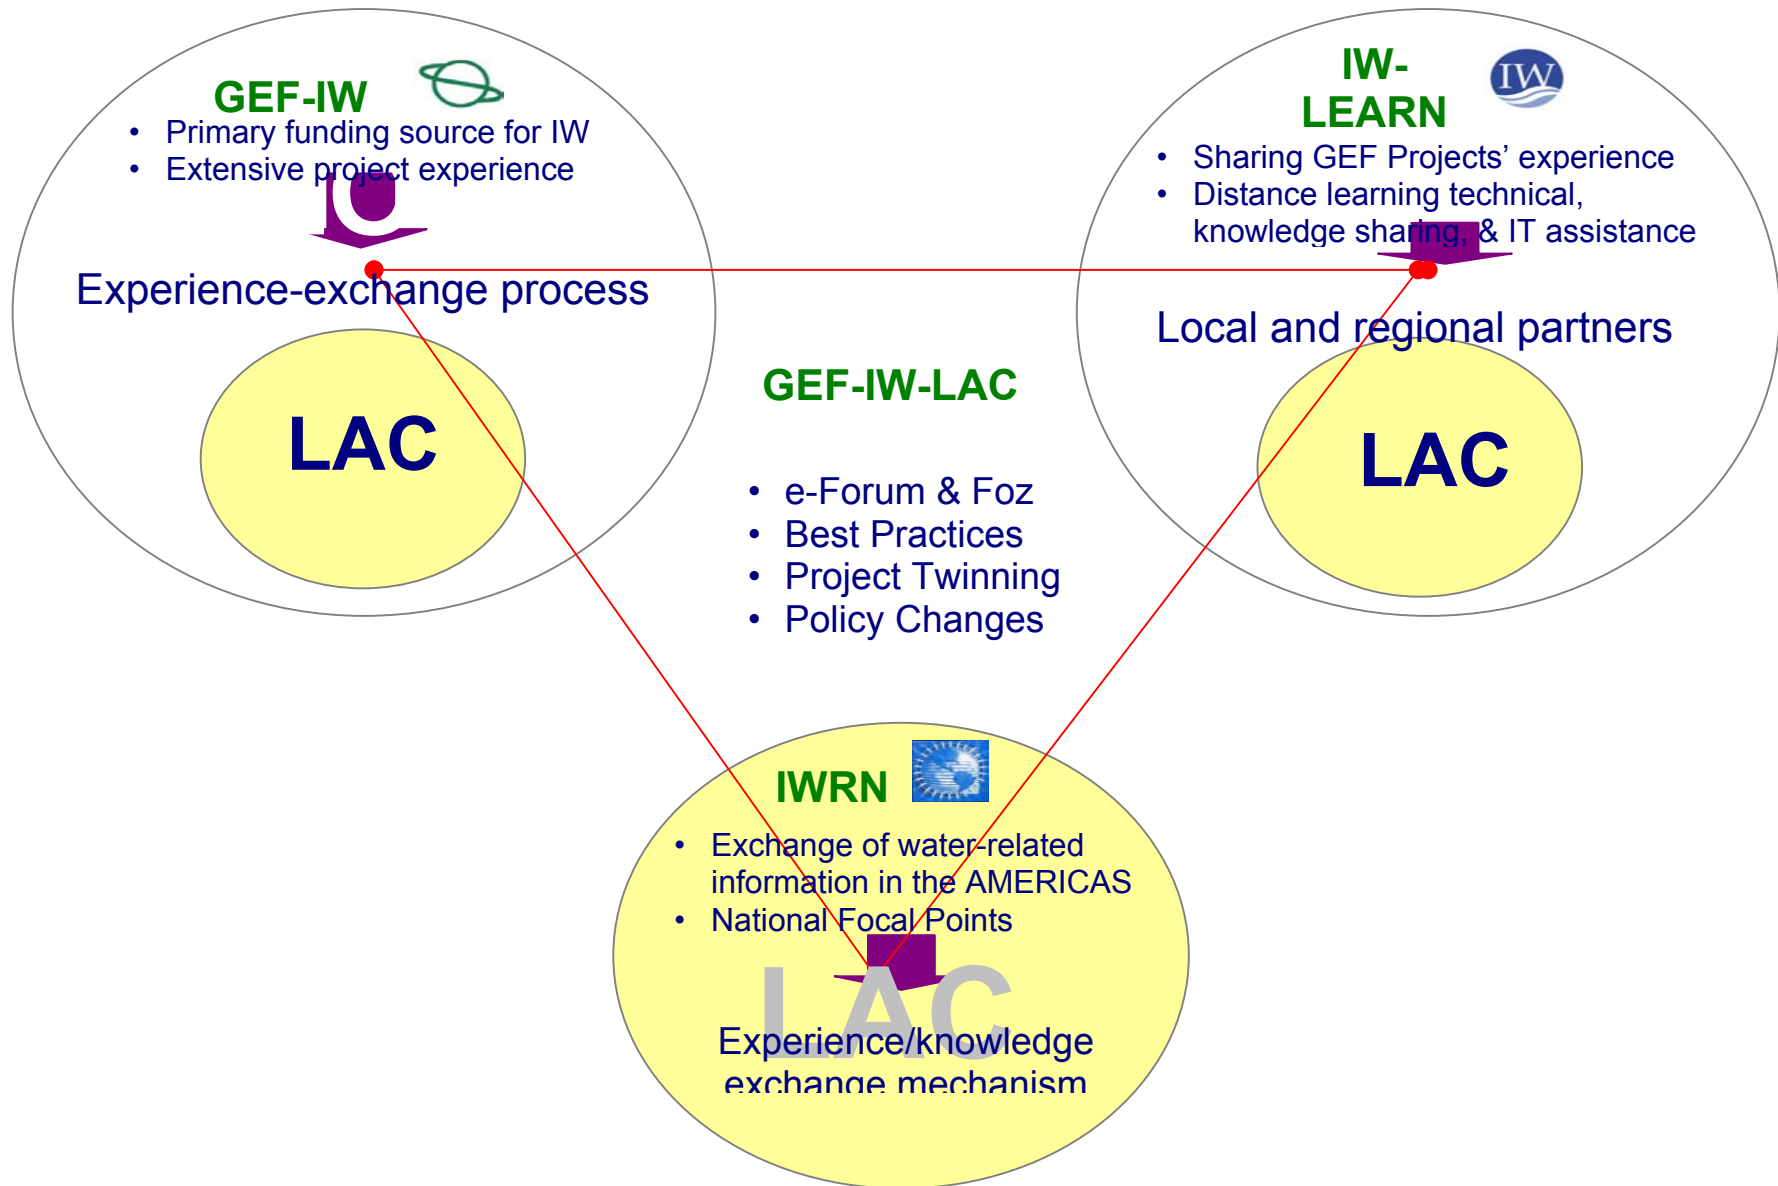 GEF-IW
• Primary funding source for IW
• Extensive project experience
C
Experience-exchange process
LAC
IW-
LEARN
IW
• Sharing GEF Projects’ experience
• Distance learning technical,
knowledge sharing, & IT assistance
Local and regional partners
LAC
GEF-IW-LAC
• e-Forum & Foz
• Best Practices
• Project Twinning
• Policy Changes
IWRN
• Exchange of water-related
information in the AMERICAS
• National Focal Points
LAC
Experience/knowledge
exchange mechanism